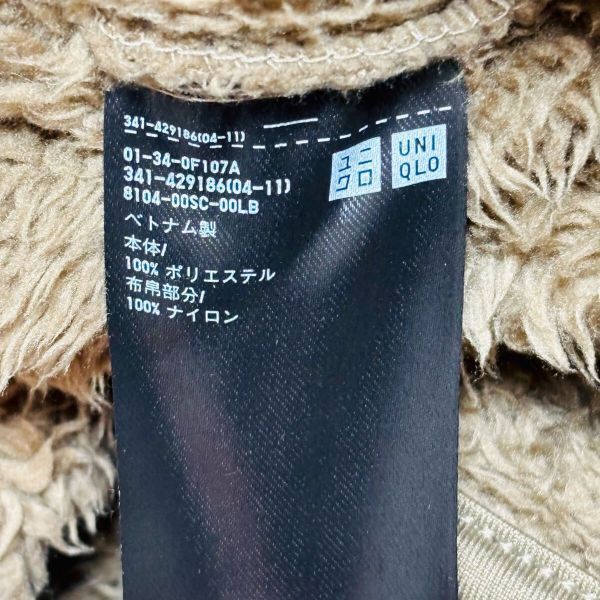 341-429186(04-11)
01-34-0F107A
341-429186(04-11)
8104-00SC-00LB
ベトナム製
本体/
100% ポリエステル
布帛部分/
100% ナイロン
ユニ
クロ
UNI
QLO